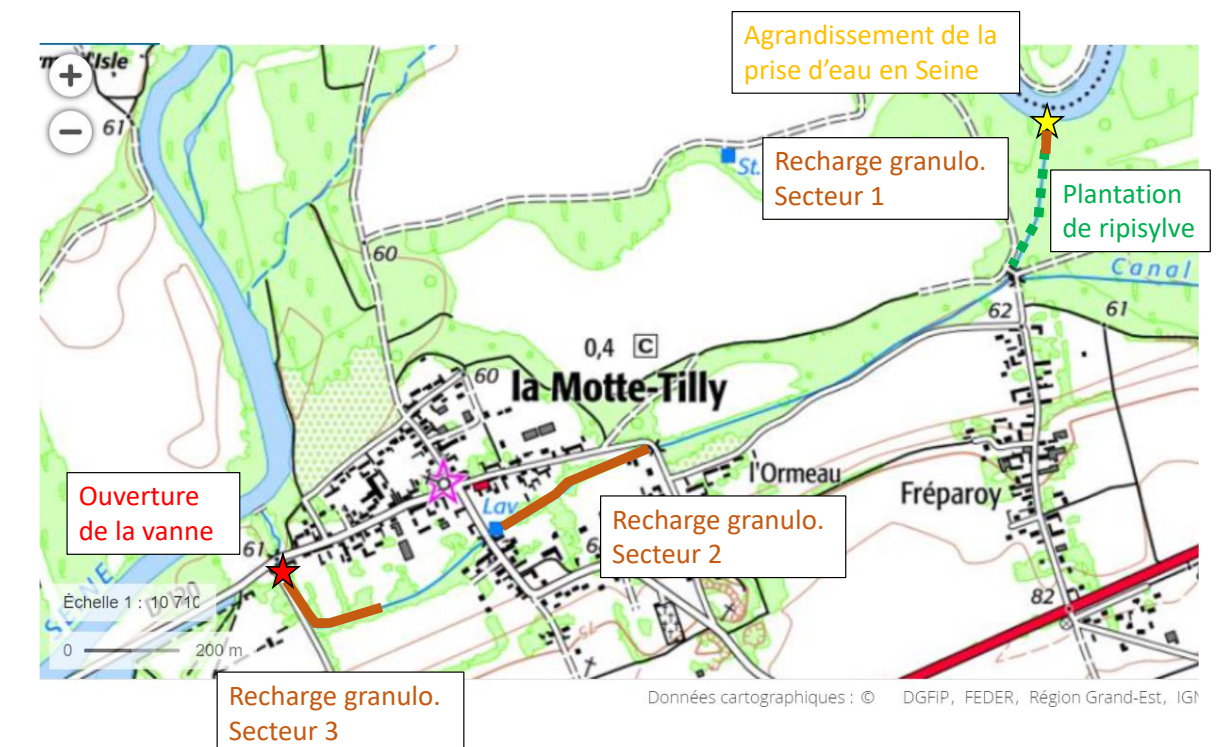 Agrandissement de la
prise d'eau en Seine
d'Isle
+
61
−
St.
Recharge granulo.
Secteur 1
Plantation
de ripisylve
60
Canal
62
61
0,4 C
60
la Motte-Tilly
l'Ormeau
Fréparoy
Ouverture
de la vanne
Lav
Recharge granulo.
Secteur 2
61
6
SEINE
D 920
Échelle 1 : 10 710
82
0
200 m
Recharge granulo.
Secteur 3
Données cartographiques : © DGFiP, FEDER, Région Grand-Est, IGN